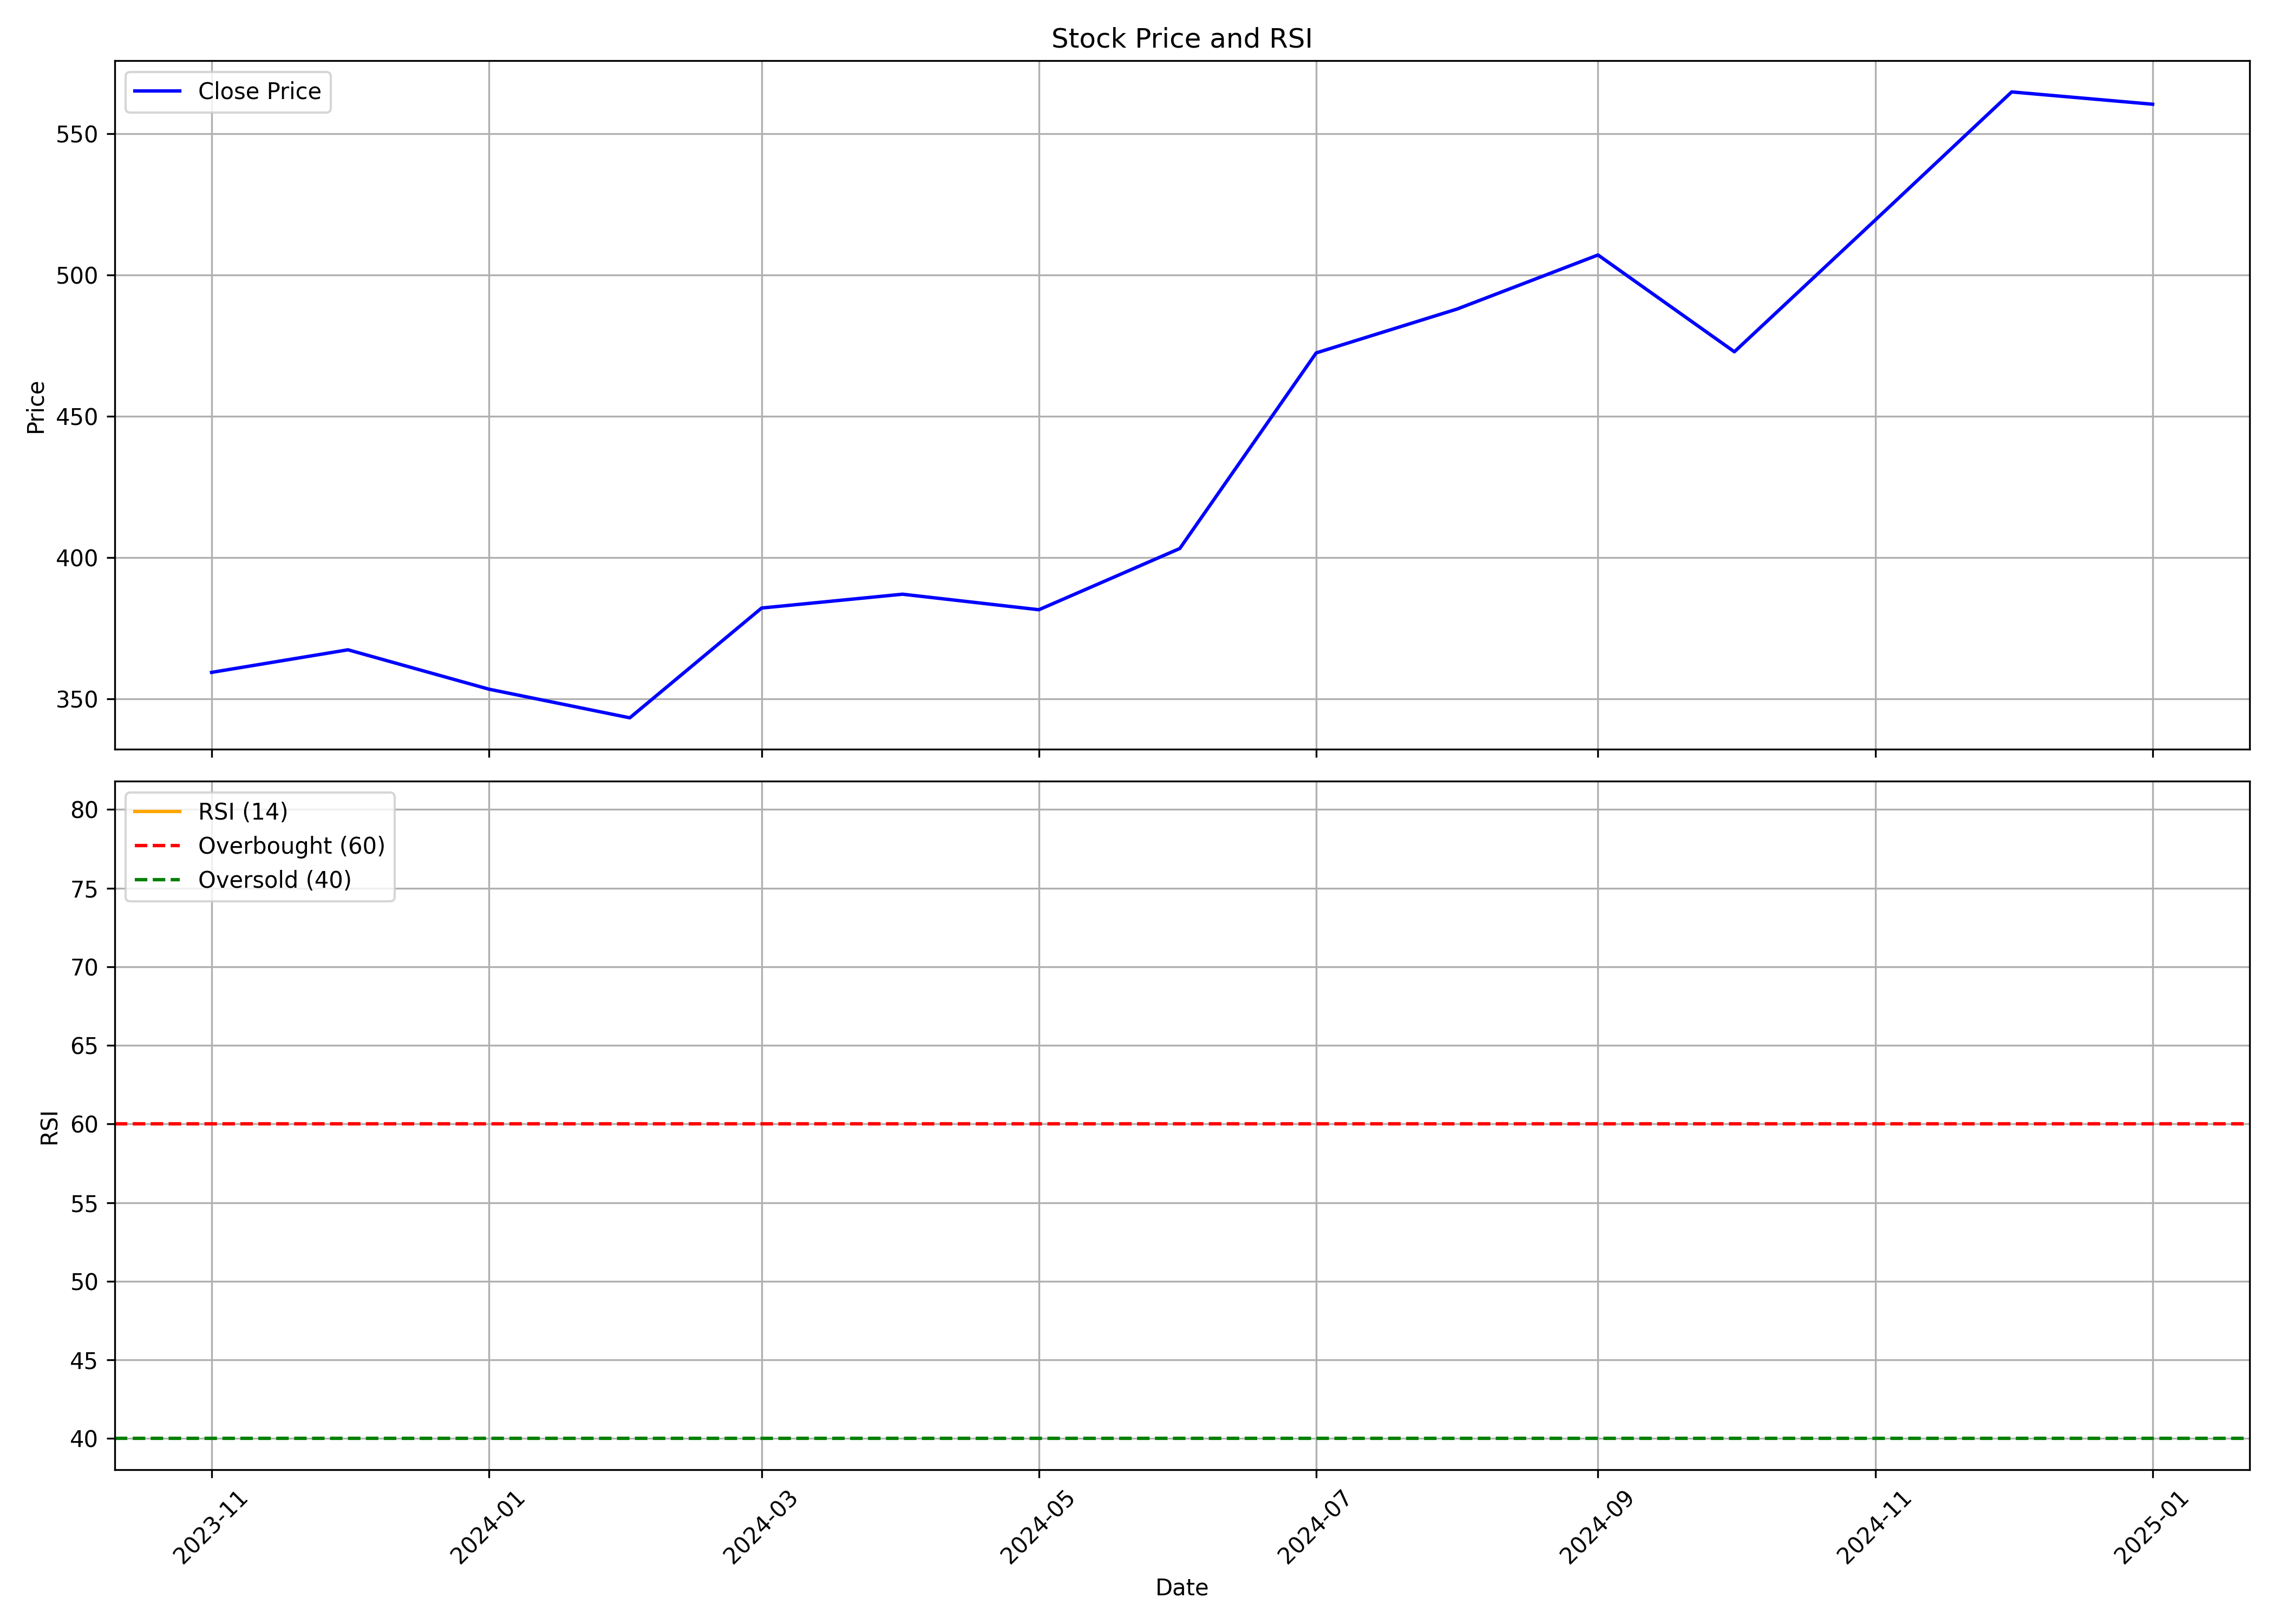 Stock Price and RSI
Close Price
550
500
450
400
350
Price
RSI (14)
Overbought (60)
Oversold (40)
80
75
70
65
60
55
50
45
40
RSI
2023-11
2024-01
2024-03
2024-05
2024-07
2024-09
2024-11
2025-01
Date